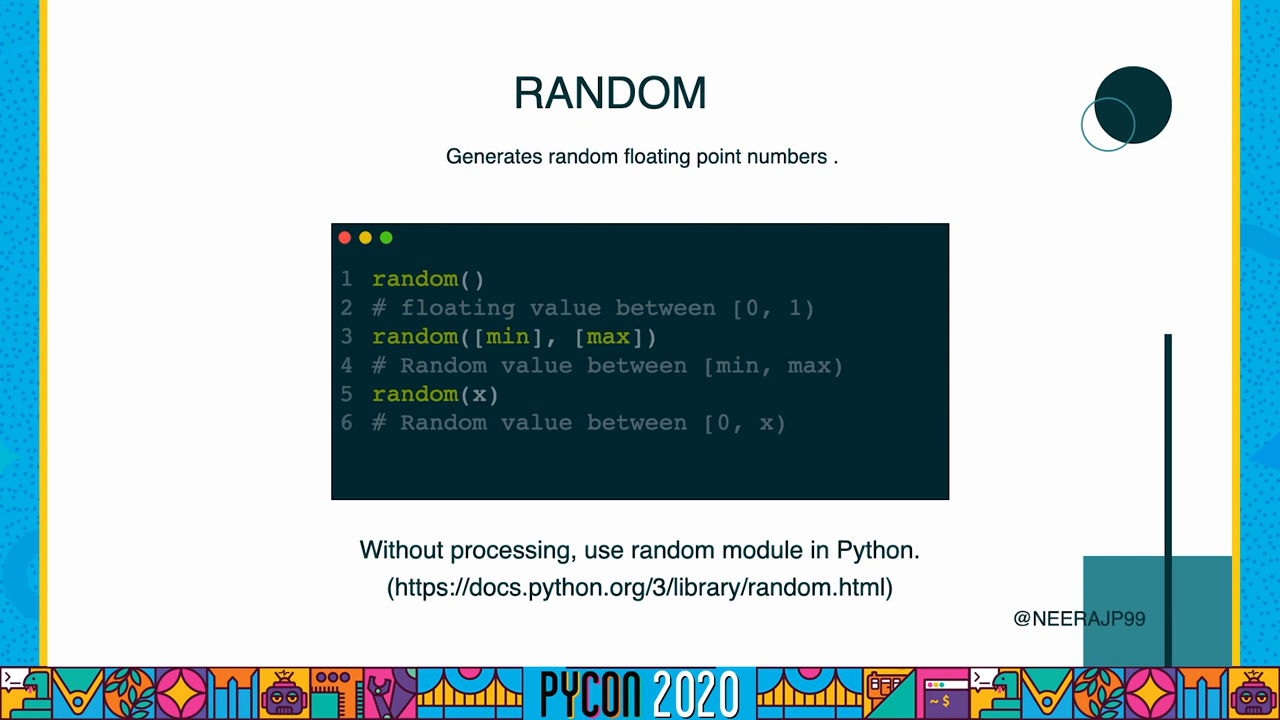 RANDOM
Generates random floating point numbers .
1 random()
2 # floating value between [0, 1)
3 random([min], [max])
4 # Random value between [min, max)
5 random(x)
6 # Random value between [0, x)
Without processing, use random module in Python.
(https://docs.python.org/3/library/random.html)
@NEERAJP99
PYCON 2020
~$